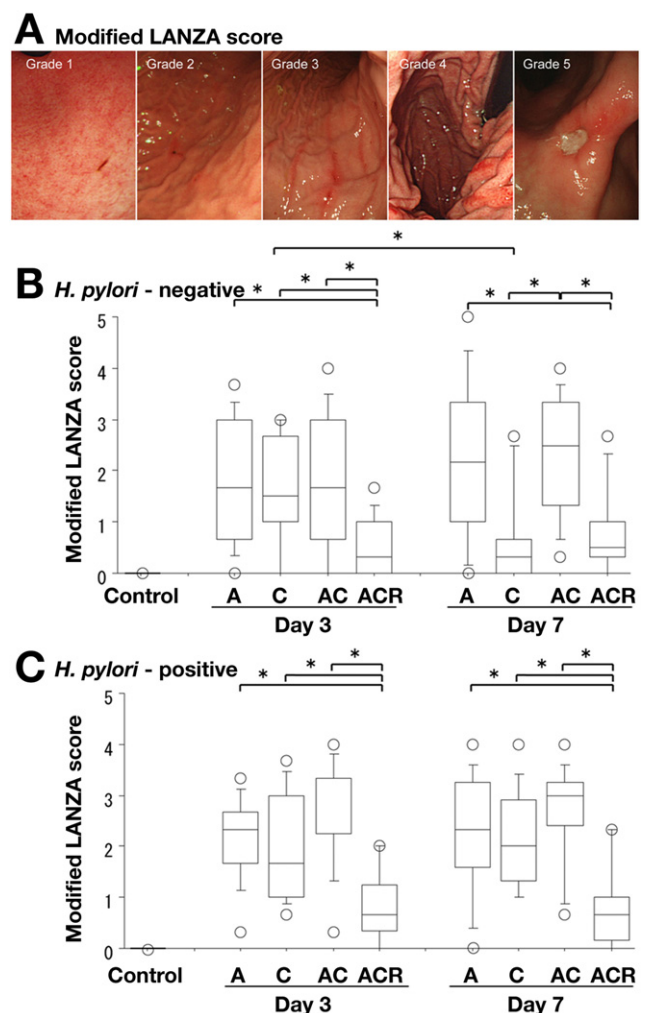 A Modified LANZA score
Grade 1 Grade 2 Grade 3 Grade 4 Grade 5
*
B H. pylori - negative
* * *
* * *
Modified LANZA score
5
4
3
2
1
0
Control A C AC ACR A C AC ACR
Day 3 Day 7
C H. pylori - positive
* * *
* * *
Modified LANZA score
5
4
3
2
1
0
Control A C AC ACR A C AC ACR
Day 3 Day 7